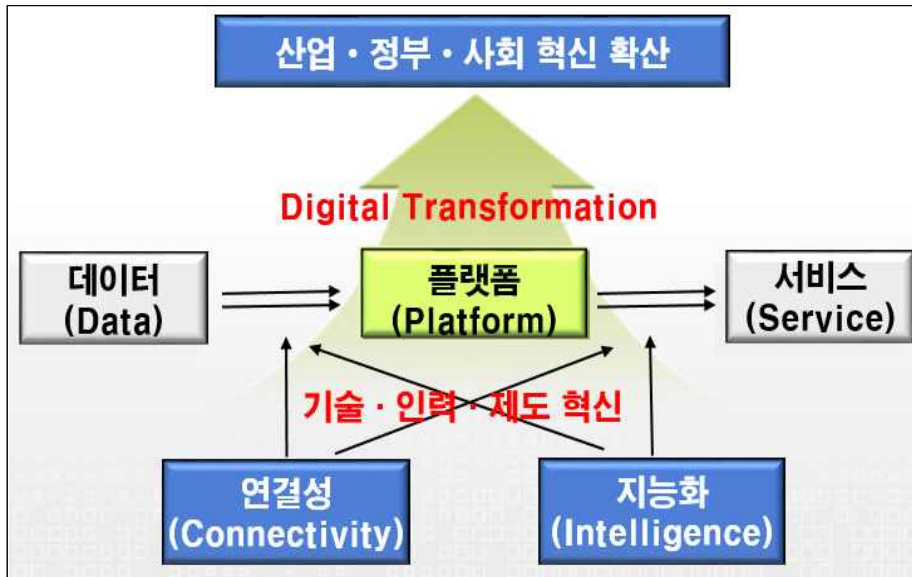 산업·정부·사회 혁신 확산
Digital Transformation
데이터
(Data)
플랫폼
(Platform)
서비스
(Service)
기술·인력·제도 혁신
연결성
(Connectivity)
지능화
(Intelligence)